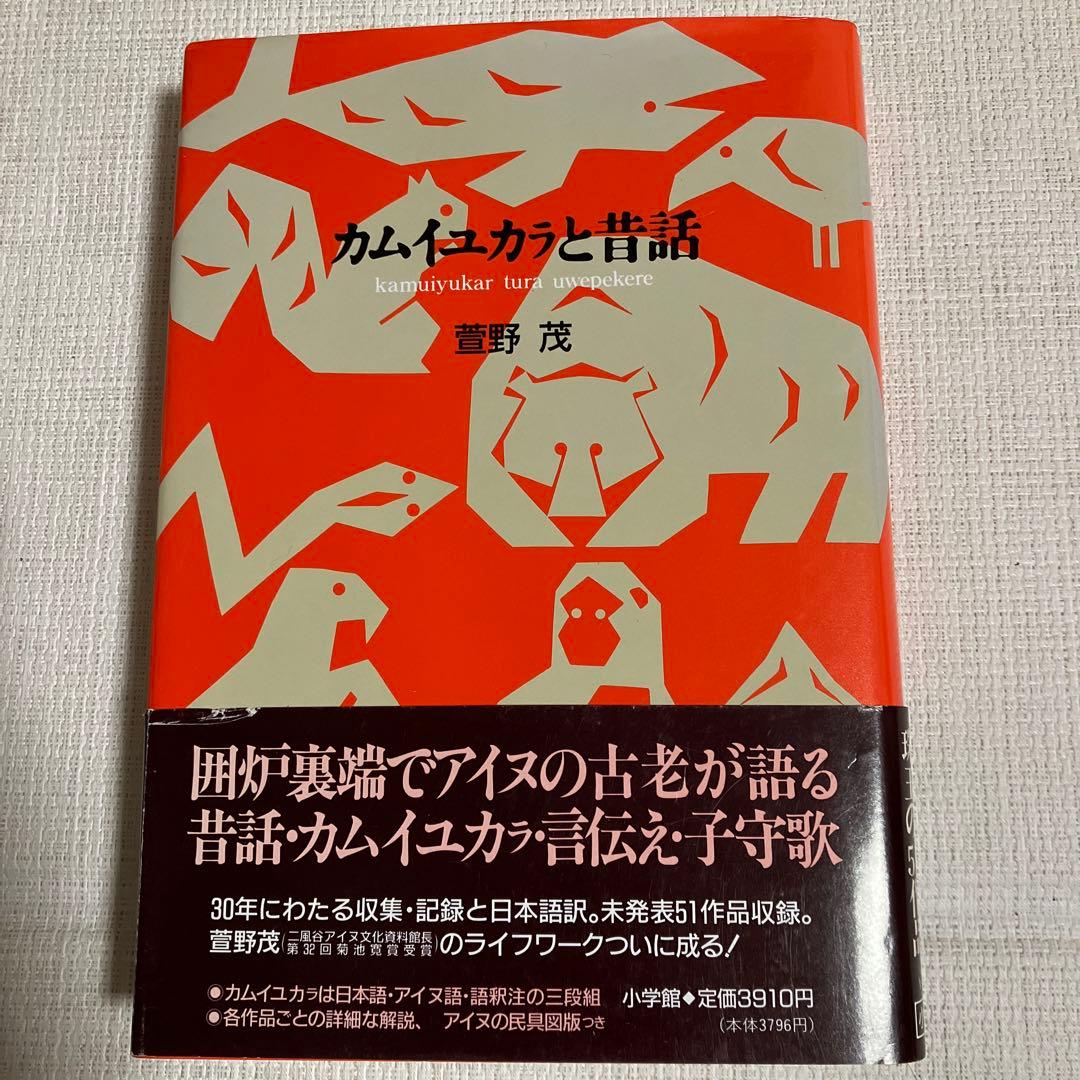 カムイユカㇻと昔話
kamuiyukar tura uwepekere
萱野 茂
囲炉裏端でアイヌの古老が語る
昔話・カムイユカㇻ・言伝え・子守歌
30年にわたる収集・記録と日本語訳。未発表51作品収録。
萱野茂(二風谷アイヌ文化資料館長 第32回菊池寛賞受賞)のライフワークついに成る!
●カムイユカㇻは日本語・アイヌ語・語釈注の三段組 小学館◆定価3910円
●各作品ごとの詳細な解説、アイヌの民具図版つき (本体3796円)